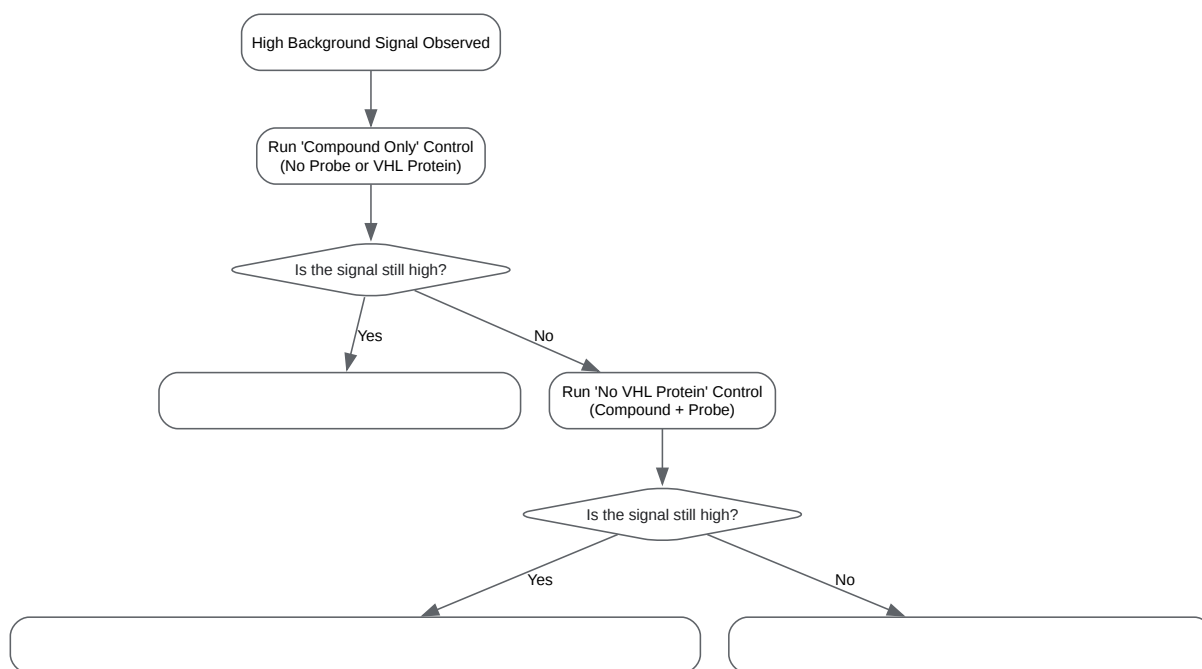 High Background Signal Observed
Run 'Compound Only' Control
(No Probe or VHL Protein)
Is the signal still high?
Yes
No
Run 'No VHL Protein' Control
(Compound + Probe)
Is the signal still high?
Yes
No